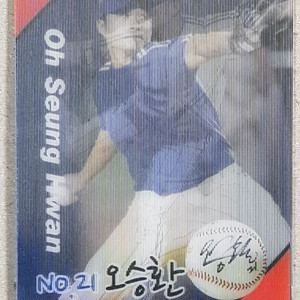 Oh Seung Hwan
NO.21 오승환